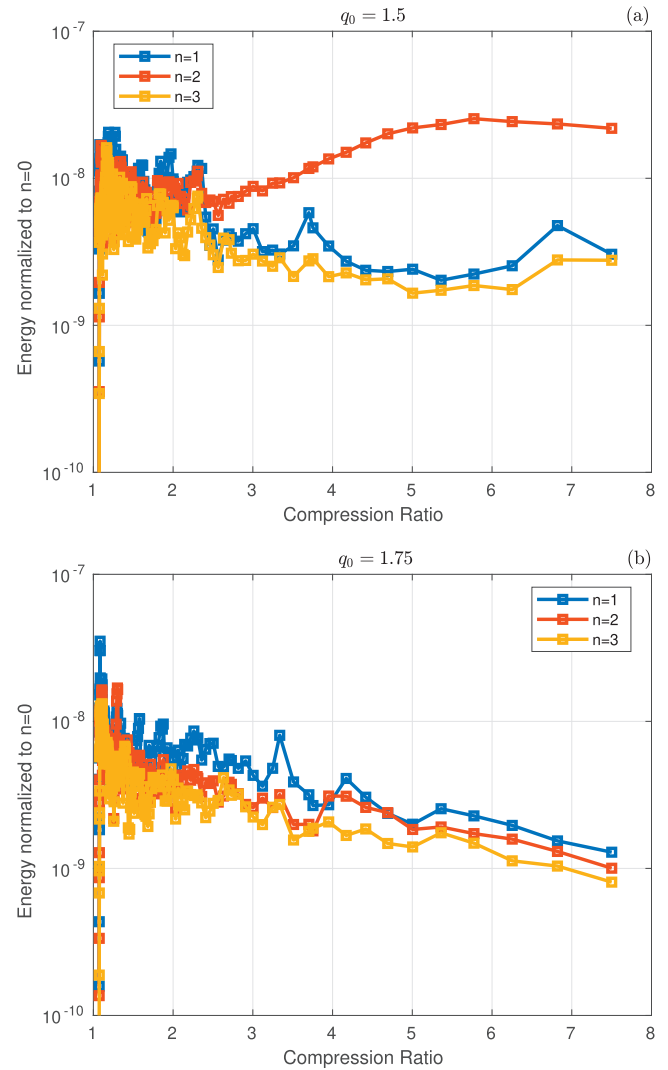 q₀ = 1.5
(a)
10⁻⁷
10⁻⁸
10⁻⁹
10⁻¹⁰
Energy normalized to n=0
n=1
n=2
n=3
1 2 3 4 5 6 7 8
Compression Ratio
q₀ = 1.75
(b)
10⁻⁷
10⁻⁸
10⁻⁹
10⁻¹⁰
Energy normalized to n=0
n=1
n=2
n=3
1 2 3 4 5 6 7 8
Compression Ratio